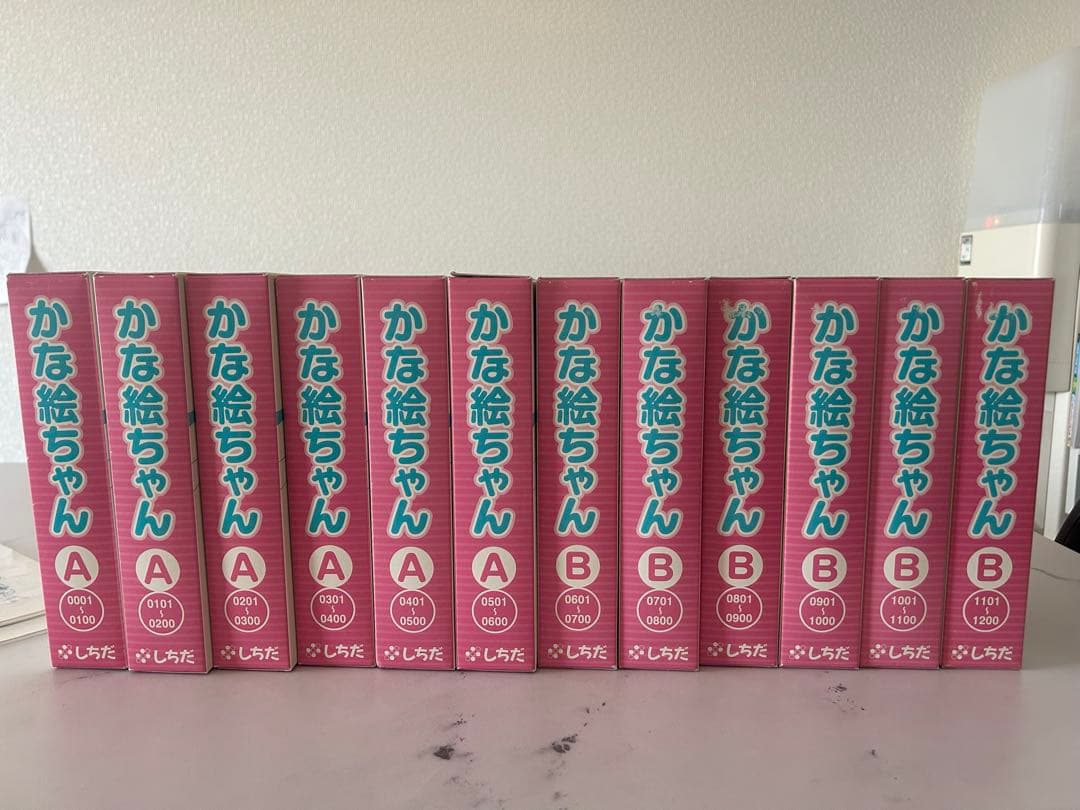 かな絵ちゃん
A
0001
~
0100
しちだ
かな絵ちゃん
A
0101
~
0200
しちだ
かな絵ちゃん
A
0201
~
0300
しちだ
かな絵ちゃん
A
0301
~
0400
しちだ
かな絵ちゃん
A
0401
~
0500
しちだ
かな絵ちゃん
A
0501
~
0600
しちだ
かな絵ちゃん
B
0601
~
0700
しちだ
かな絵ちゃん
B
0701
~
0800
しちだ
かな絵ちゃん
B
0801
~
0900
しちだ
かな絵ちゃん
B
0901
~
1000
しちだ
かな絵ちゃん
B
1001
~
1100
しちだ
かな絵ちゃん
B
1101
~
1200
しちだ